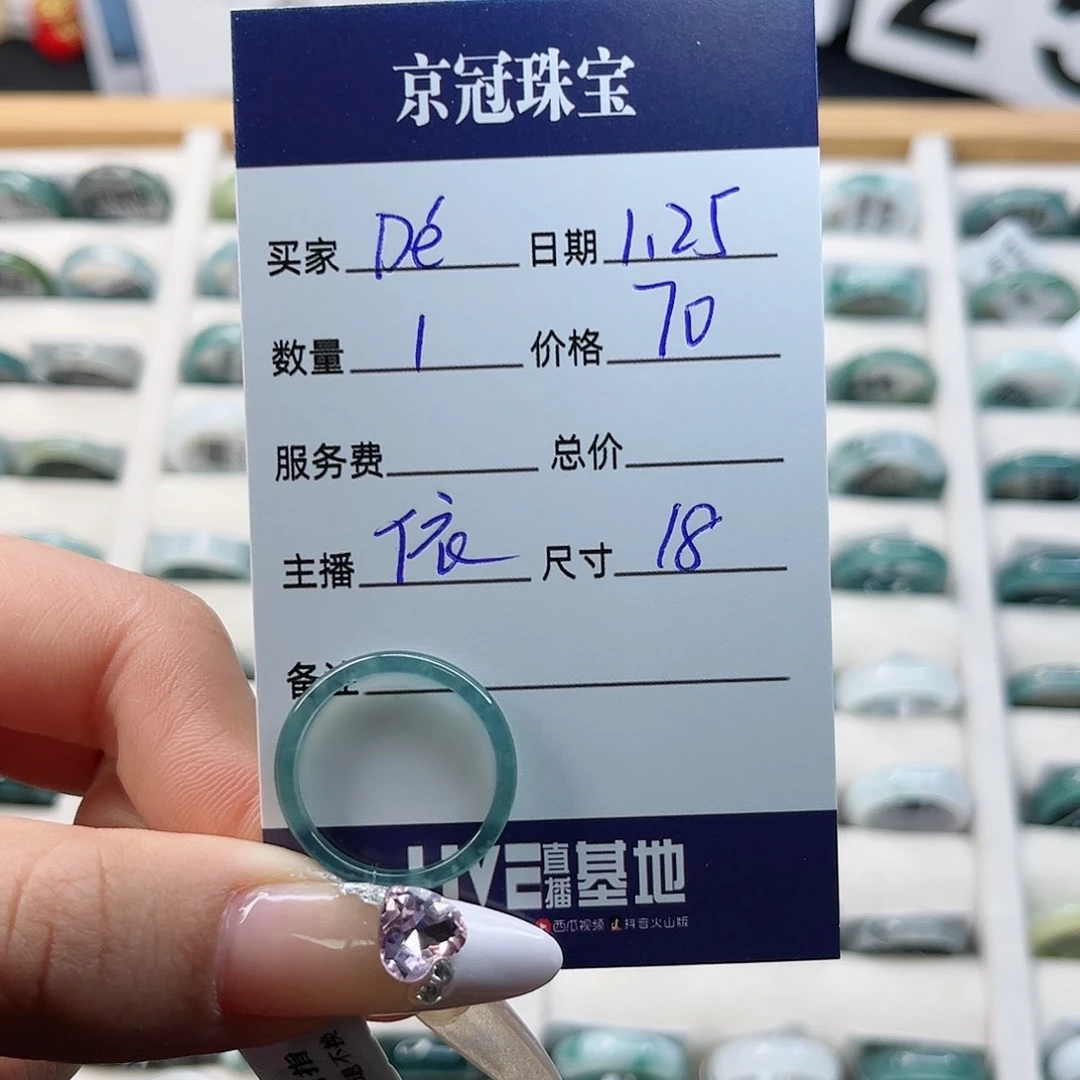 京冠珠宝
买家 Dé 日期 1.25
数量 1 价格 70
服务费 总价
主播 依 尺寸 18
备注
LIVE 直播 基地
西瓜视频 抖音火山版